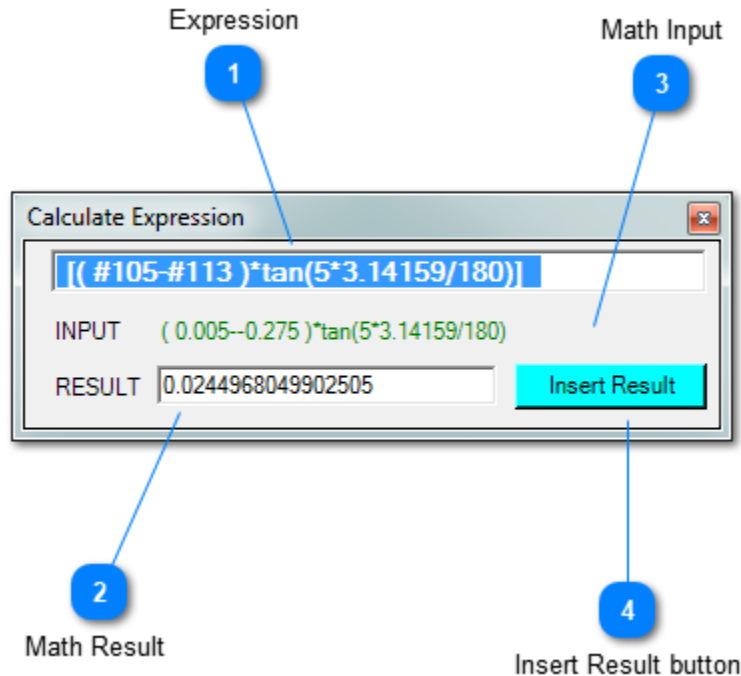 Expression
1
Math Input
3
Calculate Expression
x
[( #105-#113 )*tan(5*3.14159/180)]
INPUT ( 0.005--0.275 )*tan(5*3.14159/180)
RESULT 0.0244968049902505 Insert Result
2
Math Result
4
Insert Result button